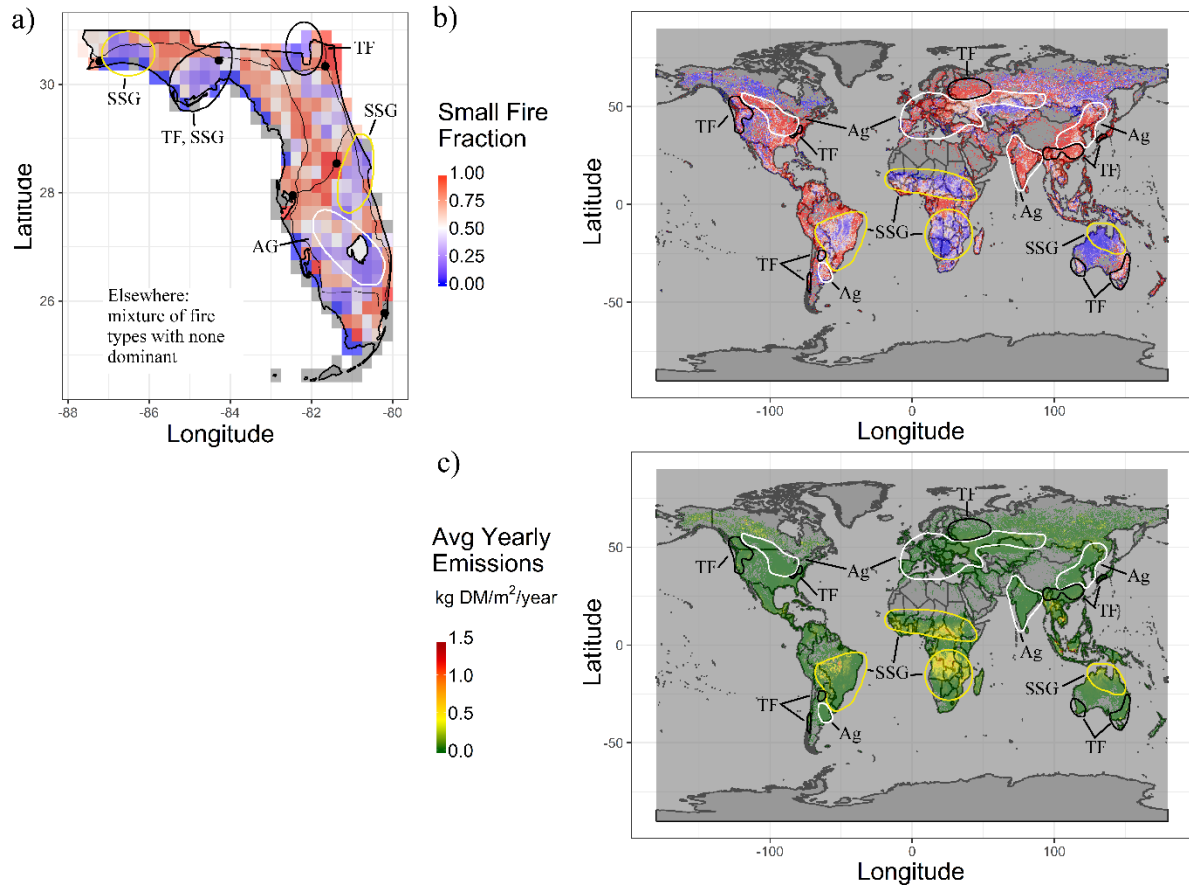 a)
TF
SSG
TF, SSG
SSG
AG
Elsewhere:
mixture of fire
types with none
dominant
30
28
26
Latitude
-88
-86
-84
-82
-80
Longitude
Small Fire
Fraction
1.00
0.75
0.50
0.25
0.00
b)
TF
TF
Ag
TF
Ag
TF
Ag
SSG
SSG
TF
Ag
TF
50
0
-50
Latitude
-100
0
100
Longitude
c)
Avg Yearly
Emissions
kg DM/m²/year
1.5
1.0
0.5
0.0
TF
TF
Ag
TF
Ag
TF
Ag
SSG
SSG
TF
Ag
TF
50
0
-50
Latitude
-100
0
100
Longitude